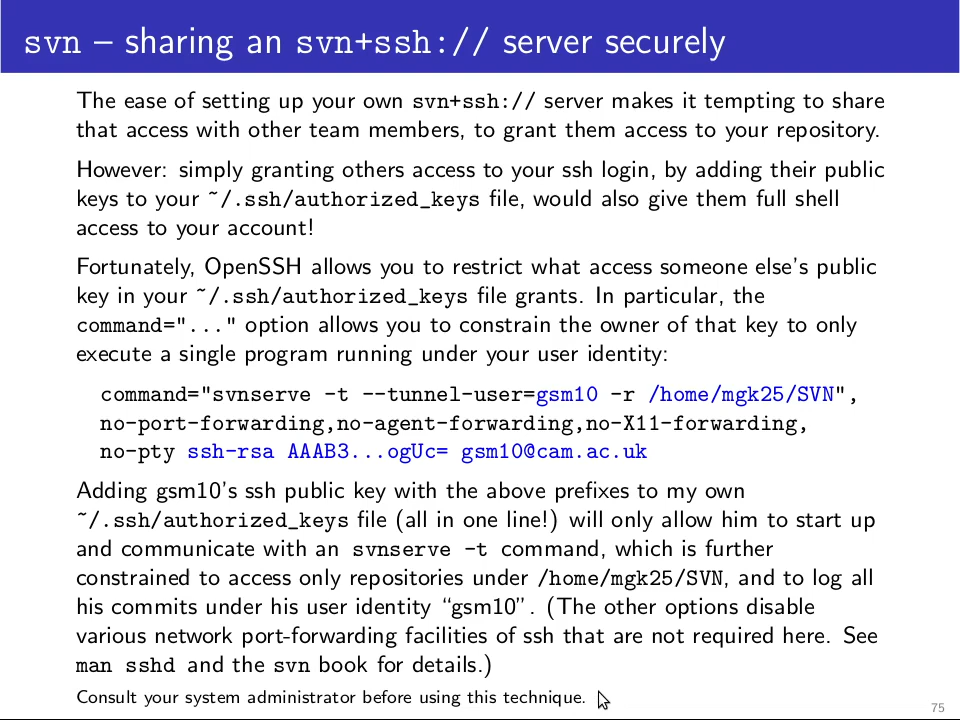 svn – sharing an svn+ssh:// server securely
The ease of setting up your own svn+ssh:// server makes it tempting to share
that access with other team members, to grant them access to your repository.
However: simply granting others access to your ssh login, by adding their public
keys to your ~/.ssh/authorized_keys file, would also give them full shell
access to your account!
Fortunately, OpenSSH allows you to restrict what access someone else's public
key in your ~/.ssh/authorized_keys file grants. In particular, the
command="..." option allows you to constrain the owner of that key to only
execute a single program running under your user identity:
command="svnserve -t --tunnel-user=gsm10 -r /home/mgk25/SVN",
no-port-forwarding,no-agent-forwarding,no-X11-forwarding,
no-pty ssh-rsa AAAB3...ogUc= gsm10@cam.ac.uk
Adding gsm10's ssh public key with the above prefixes to my own
~/.ssh/authorized_keys file (all in one line!) will only allow him to start up
and communicate with an svnserve -t command, which is further
constrained to access only repositories under /home/mgk25/SVN, and to log all
his commits under his user identity “gsm10”. (The other options disable
various network port-forwarding facilities of ssh that are not required here. See
man sshd and the svn book for details.)
Consult your system administrator before using this technique.
75